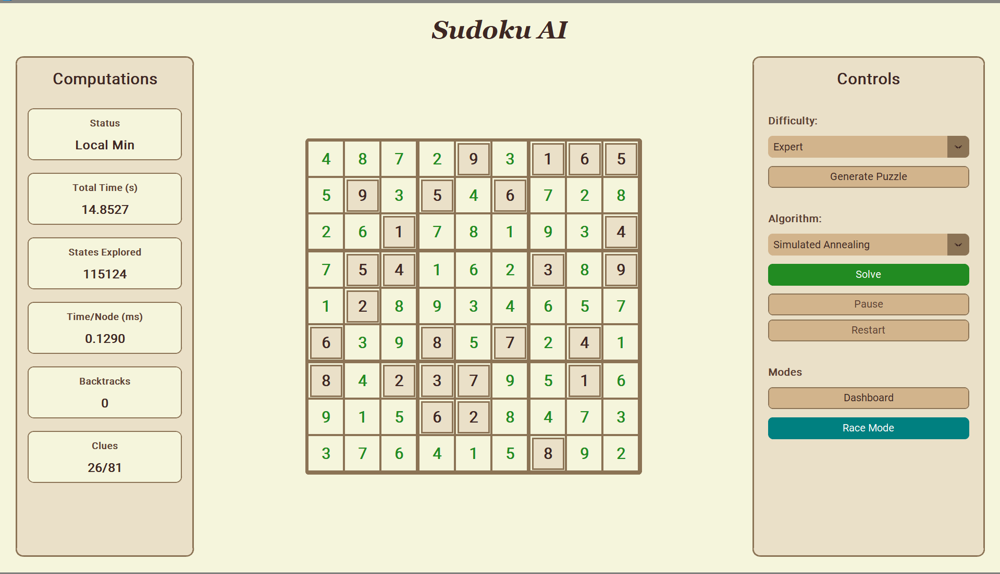 Sudoku AI
Computations
Status
Local Min
Total Time (s)
14.8527
States Explored
115124
Time/Node (ms)
0.1290
Backtracks
0
Clues
26/81
4 8 7 2 9 3 1 6 5
5 9 3 5 4 6 7 2 8
2 6 1 7 8 1 9 3 4
7 5 4 1 6 2 3 8 9
1 2 8 9 3 4 6 5 7
6 3 9 8 5 7 2 4 1
8 4 2 3 7 9 5 1 6
9 1 5 6 2 8 4 7 3
3 7 6 4 1 5 8 9 2
Controls
Difficulty:
Expert
Generate Puzzle
Algorithm:
Simulated Annealing
Solve
Pause
Restart
Modes
Dashboard
Race Mode